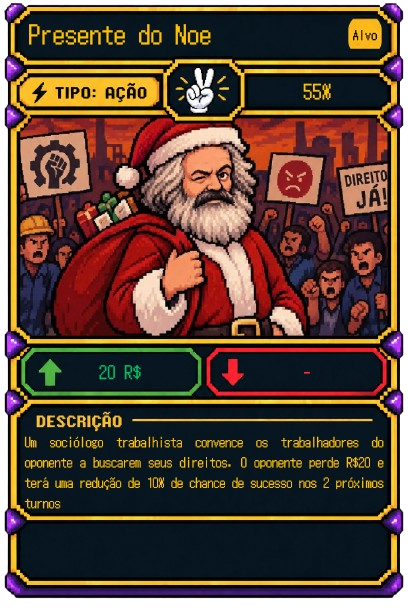 Presente do Noe
Alvo
TIPO: AÇÃO
55%
DIREITO
JÁ!
20 R$
-
DESCRIÇÃO
Um sociólogo trabalhista convence os trabalhadores do
oponente a buscarem seus direitos. O oponente perde R$20 e
terá uma redução de 10% de chance de sucesso nos 2 próximos
turnos